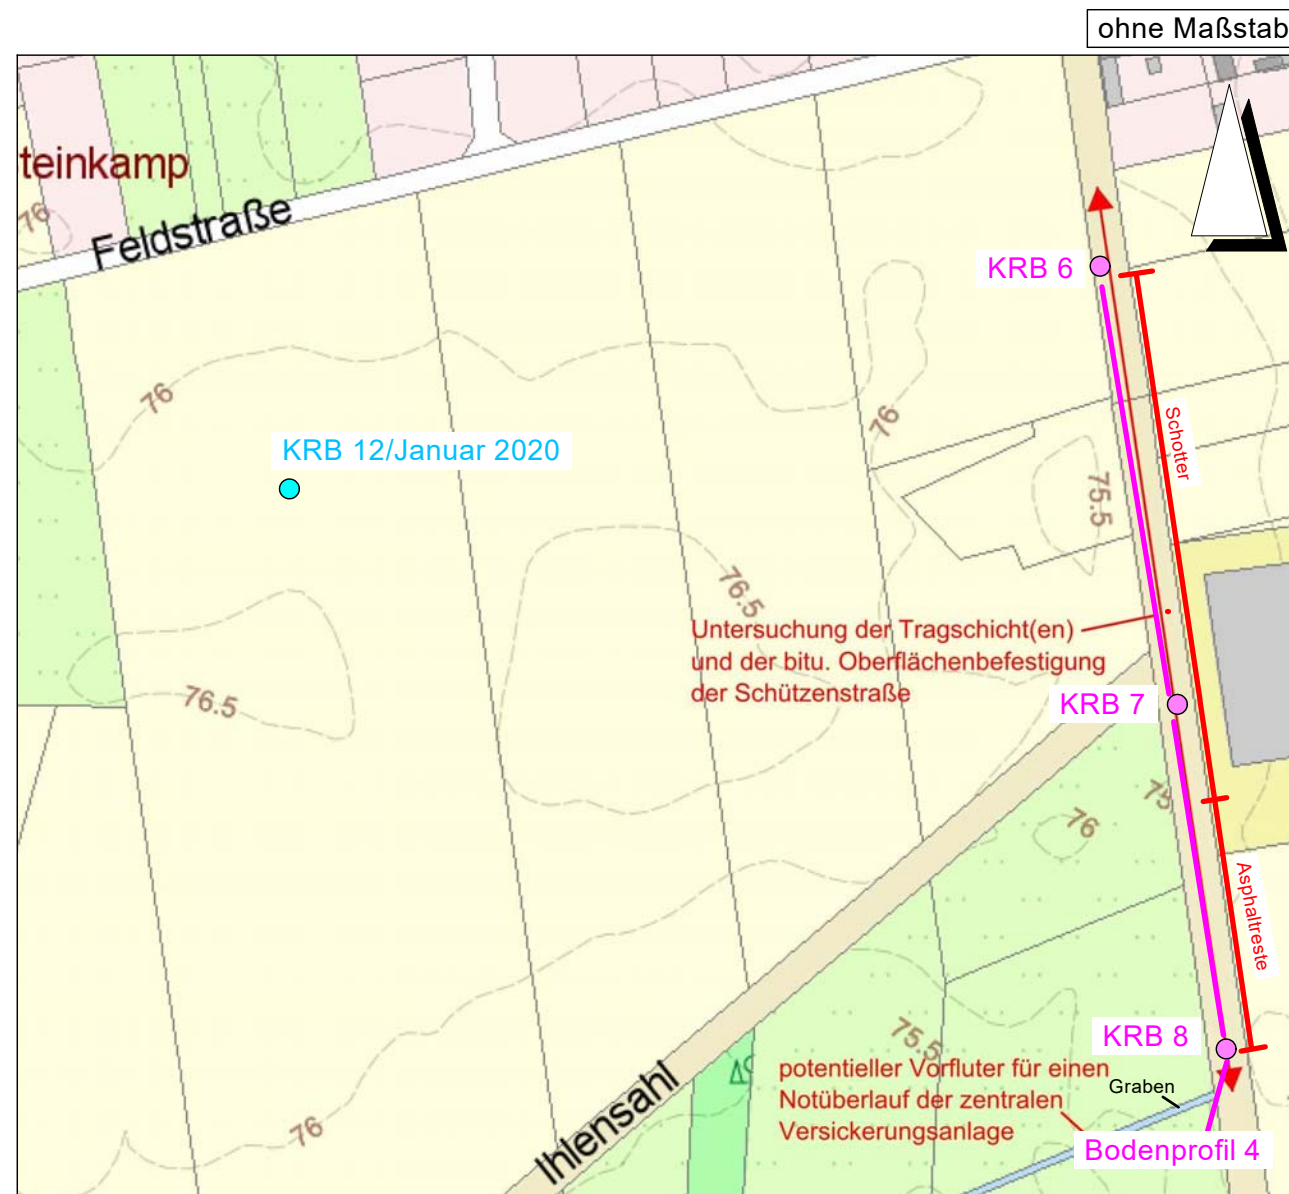 ohne Maßstab
teinkamp
76
Feldstraße
KRB 6
76
76
Schotter
KRB 12/Januar 2020
75.5
76.5
Untersuchung der Tragschicht(en)
und der bitu. Oberflächenbefestigung
der Schützenstraße
76.5
KRB 7
75
76
Asphaltreste
75.5
KRB 8
potentieller Vorfluter für einen
Notüberlauf der zentralen
Versickerungsanlage
Graben
76
Ihlensahl
Bodenprofil 4